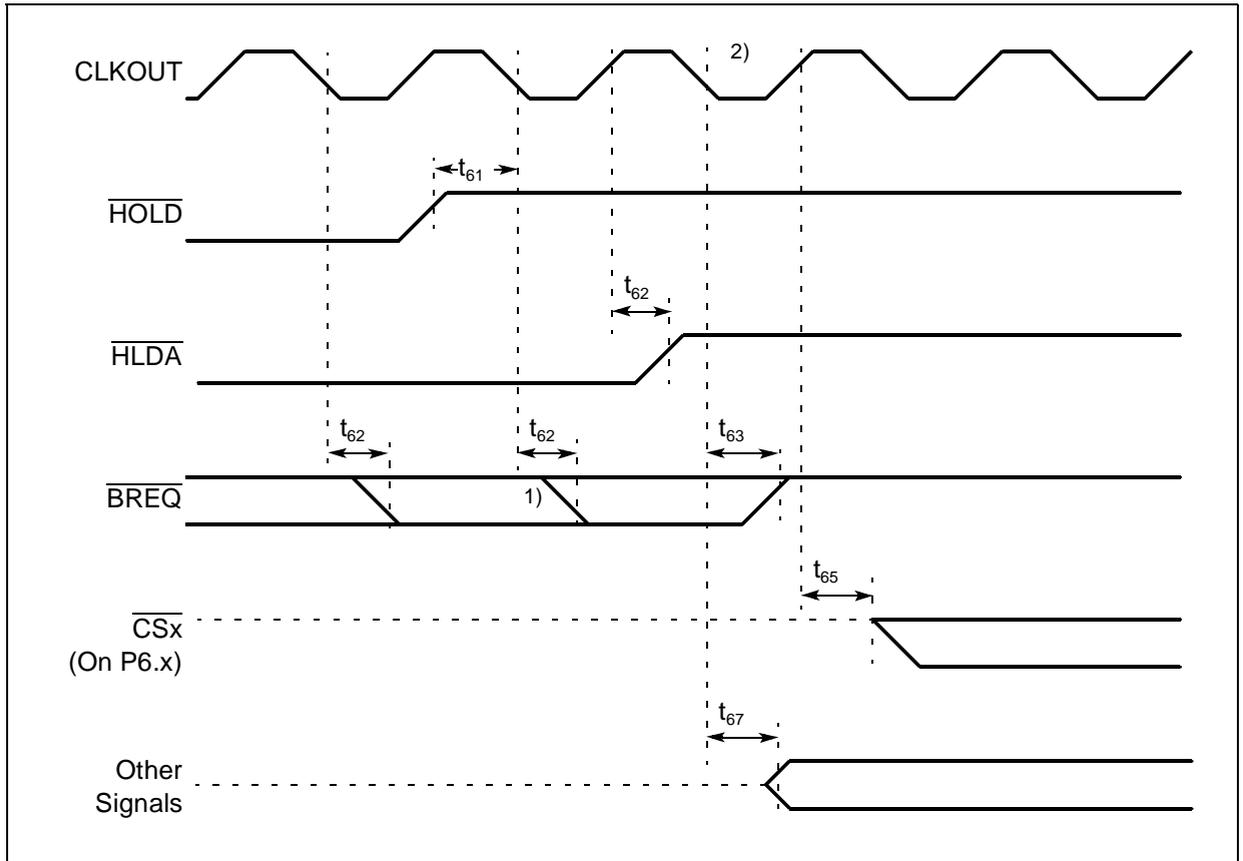 CLKOUT
2)
t61
HOLD
t62
HLDA
t62
t62
t63
BREQ
1)
t65
CSx
(On P6.x)
t67
Other
Signals